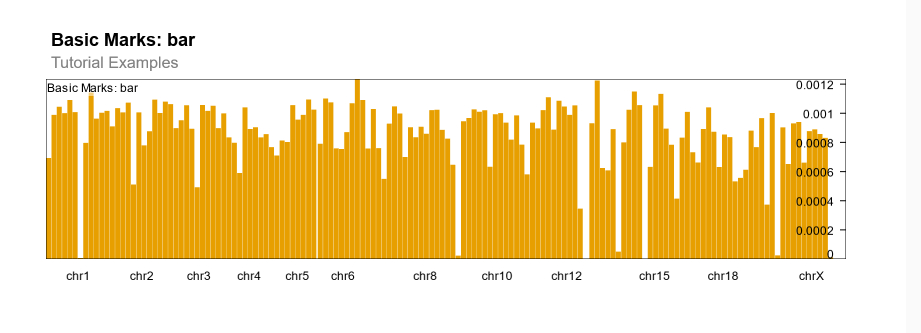 Basic Marks: bar
Tutorial Examples
Basic Marks: bar
0.0012
0.001
0.0008
0.0006
0.0004
0.0002
0
chr1 chr2 chr3 chr4 chr5 chr6 chr8 chr10 chr12 chr15 chr18 chrX